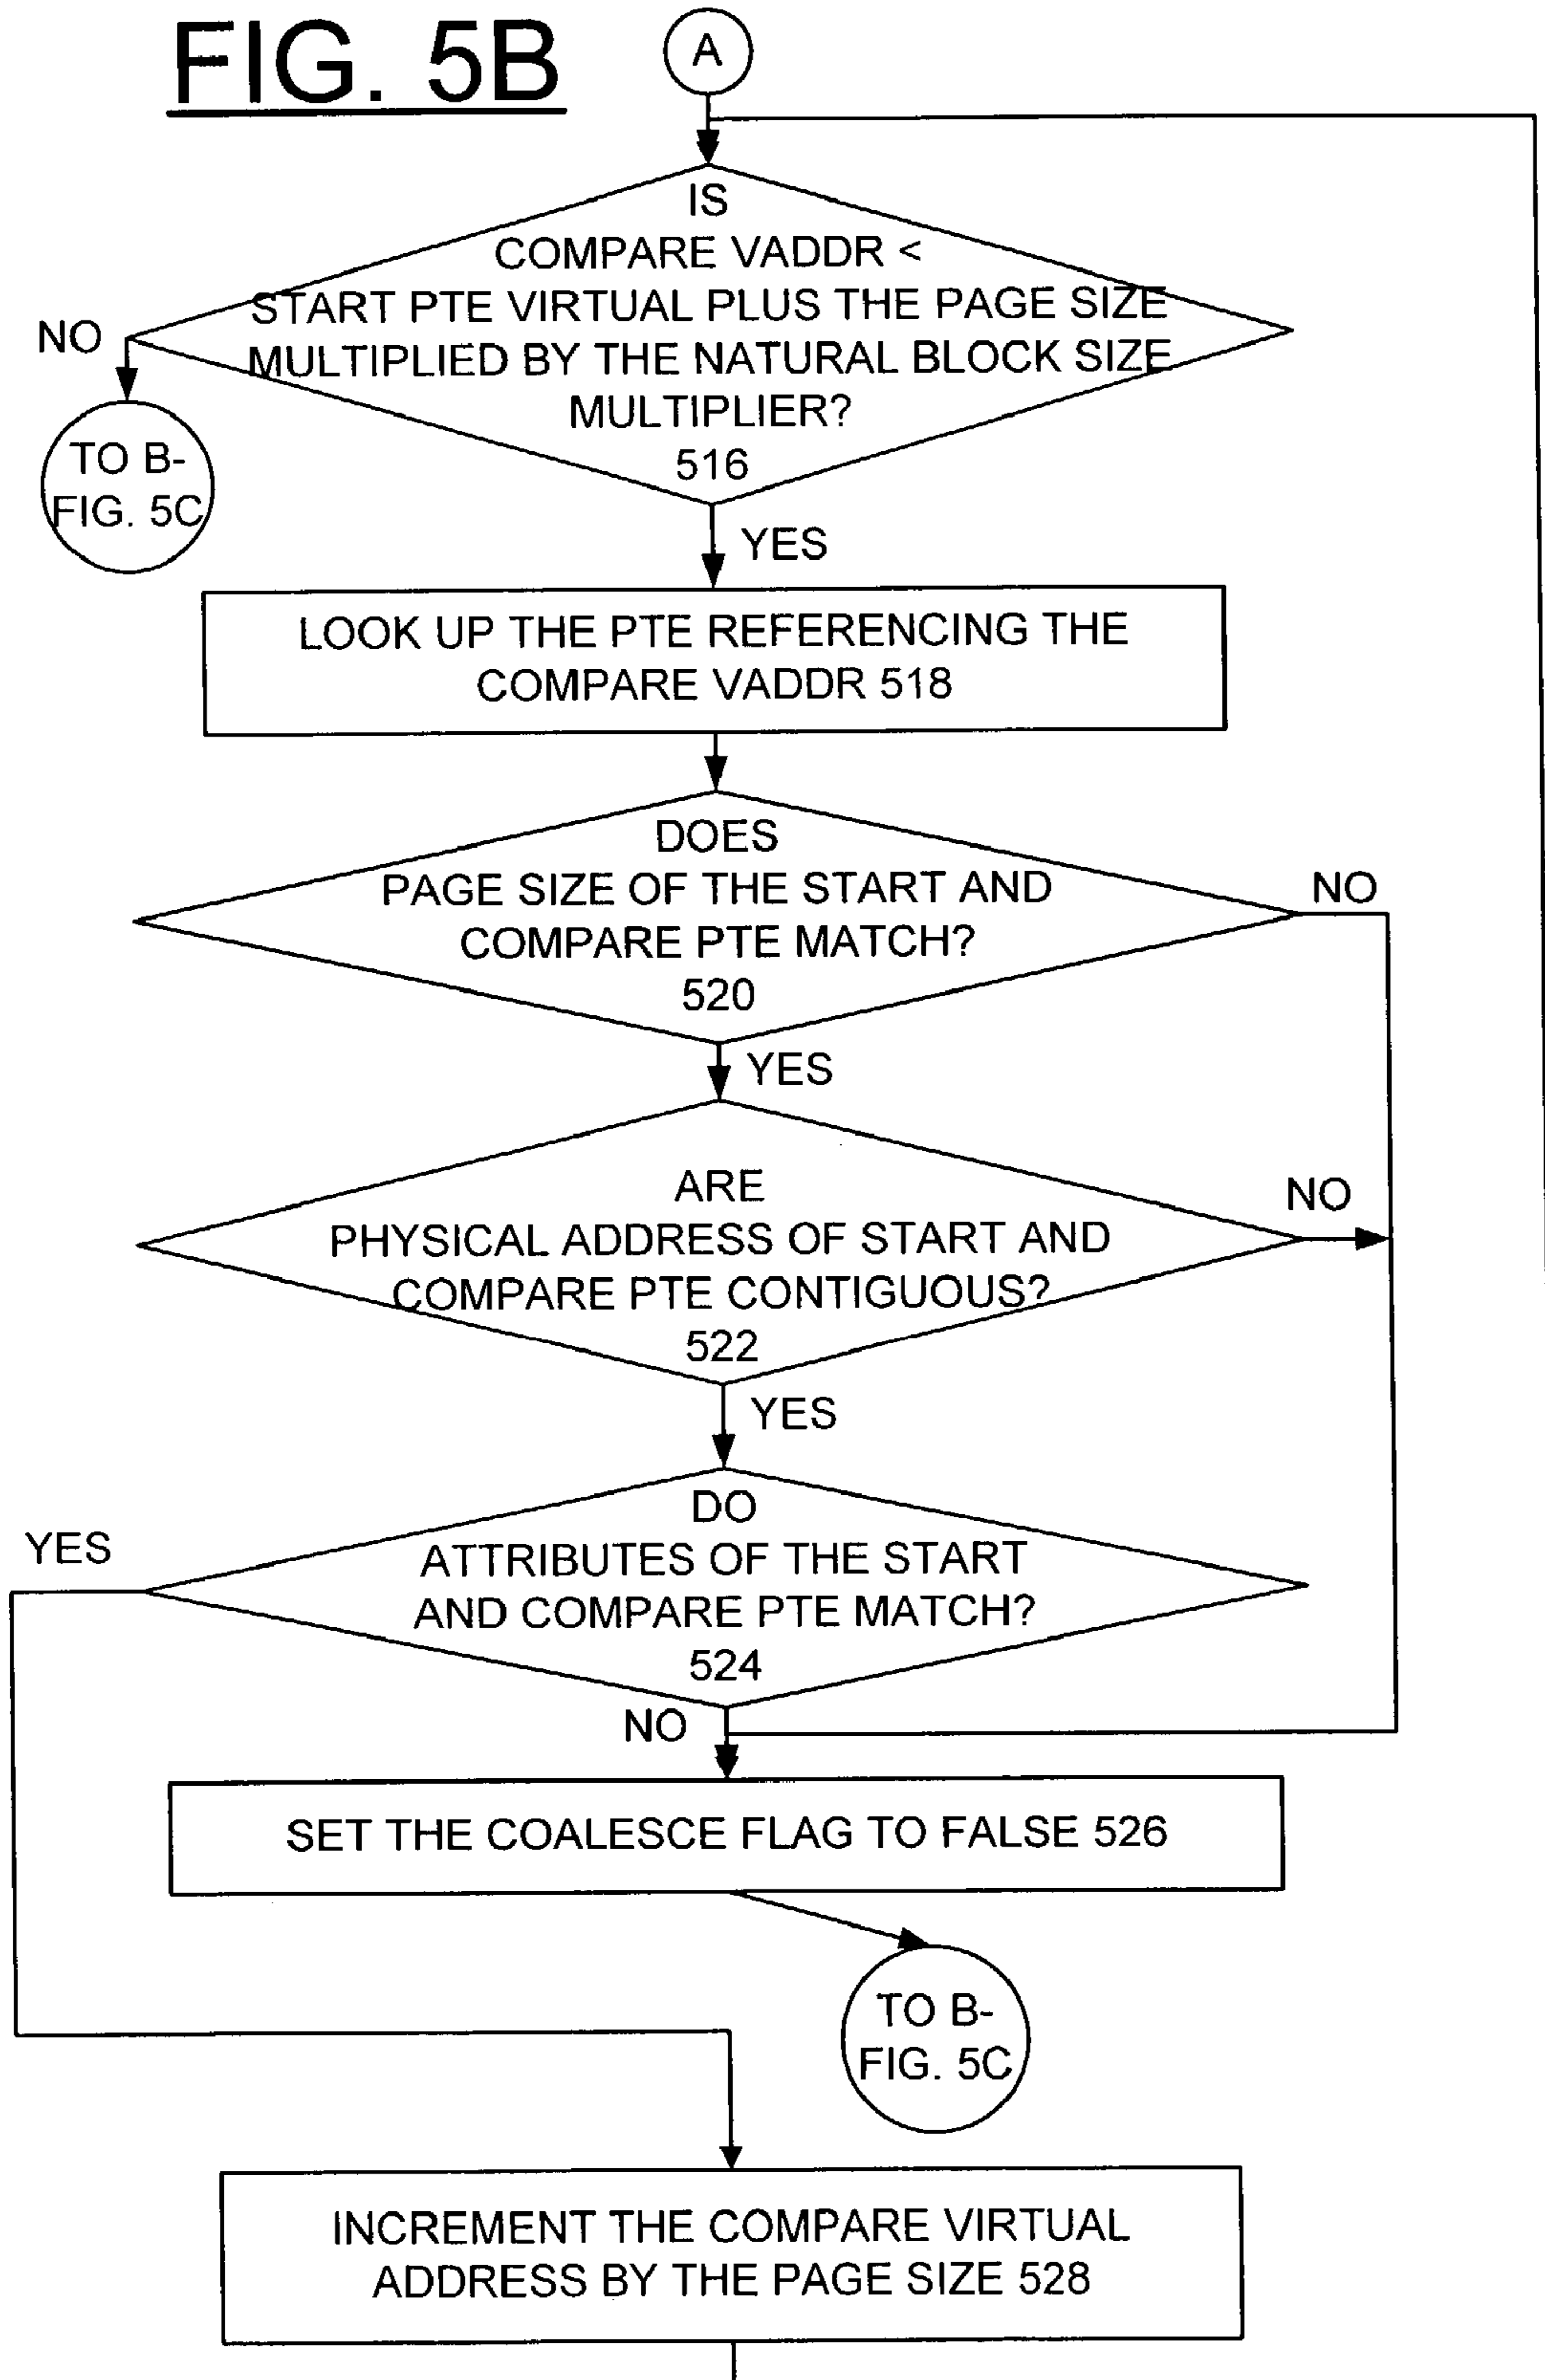 FIG. 5B
A
IS
COMPARE VADDR <
START PTE VIRTUAL PLUS THE PAGE SIZE
MULTIPLIED BY THE NATURAL BLOCK SIZE
MULTIPLIER?
516
NO
TO B-
FIG. 5C
YES
LOOK UP THE PTE REFERENCING THE
COMPARE VADDR 518
DOES
PAGE SIZE OF THE START AND
COMPARE PTE MATCH?
520
NO
YES
ARE
PHYSICAL ADDRESS OF START AND
COMPARE PTE CONTIGUOUS?
522
NO
YES
DO
ATTRIBUTES OF THE START
AND COMPARE PTE MATCH?
524
YES
NO
SET THE COALESCE FLAG TO FALSE 526
TO B-
FIG. 5C
INCREMENT THE COMPARE VIRTUAL
ADDRESS BY THE PAGE SIZE 528